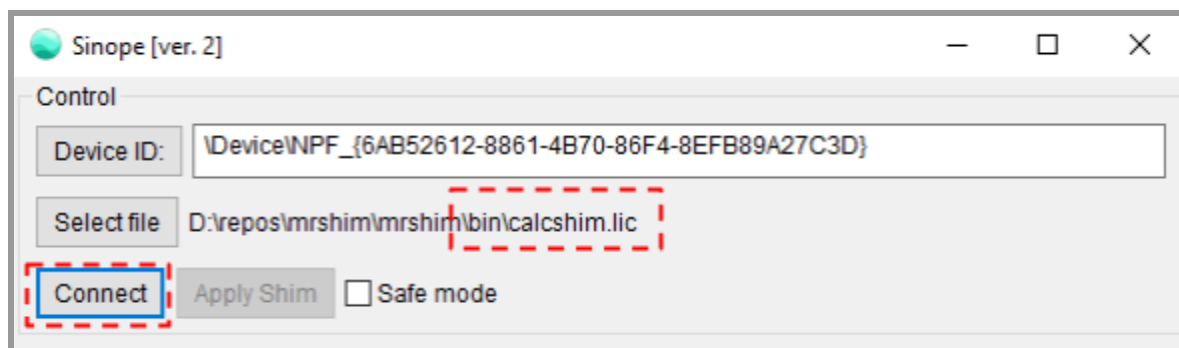 Sinope [ver. 2]
Control
Device ID: \Device\NPF_{6AB52612-8861-4B70-86F4-8EFB89A27C3D}
Select file D:\repos\mrshim\mrshim\bin\calcshim.lic
Connect Apply Shim Safe mode